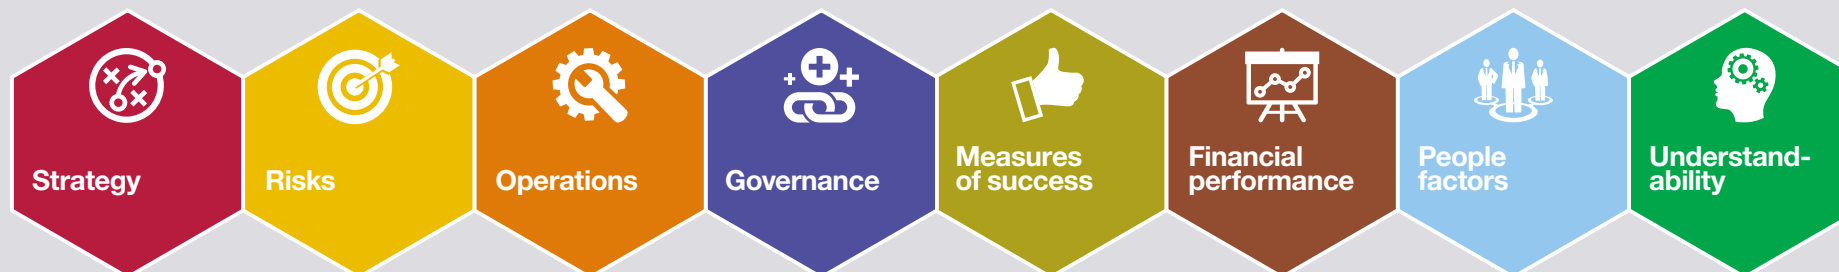 Strategy
Risks
Operations
Governance
Measures
of success
Financial
performance
People
factors
Understand-
ability